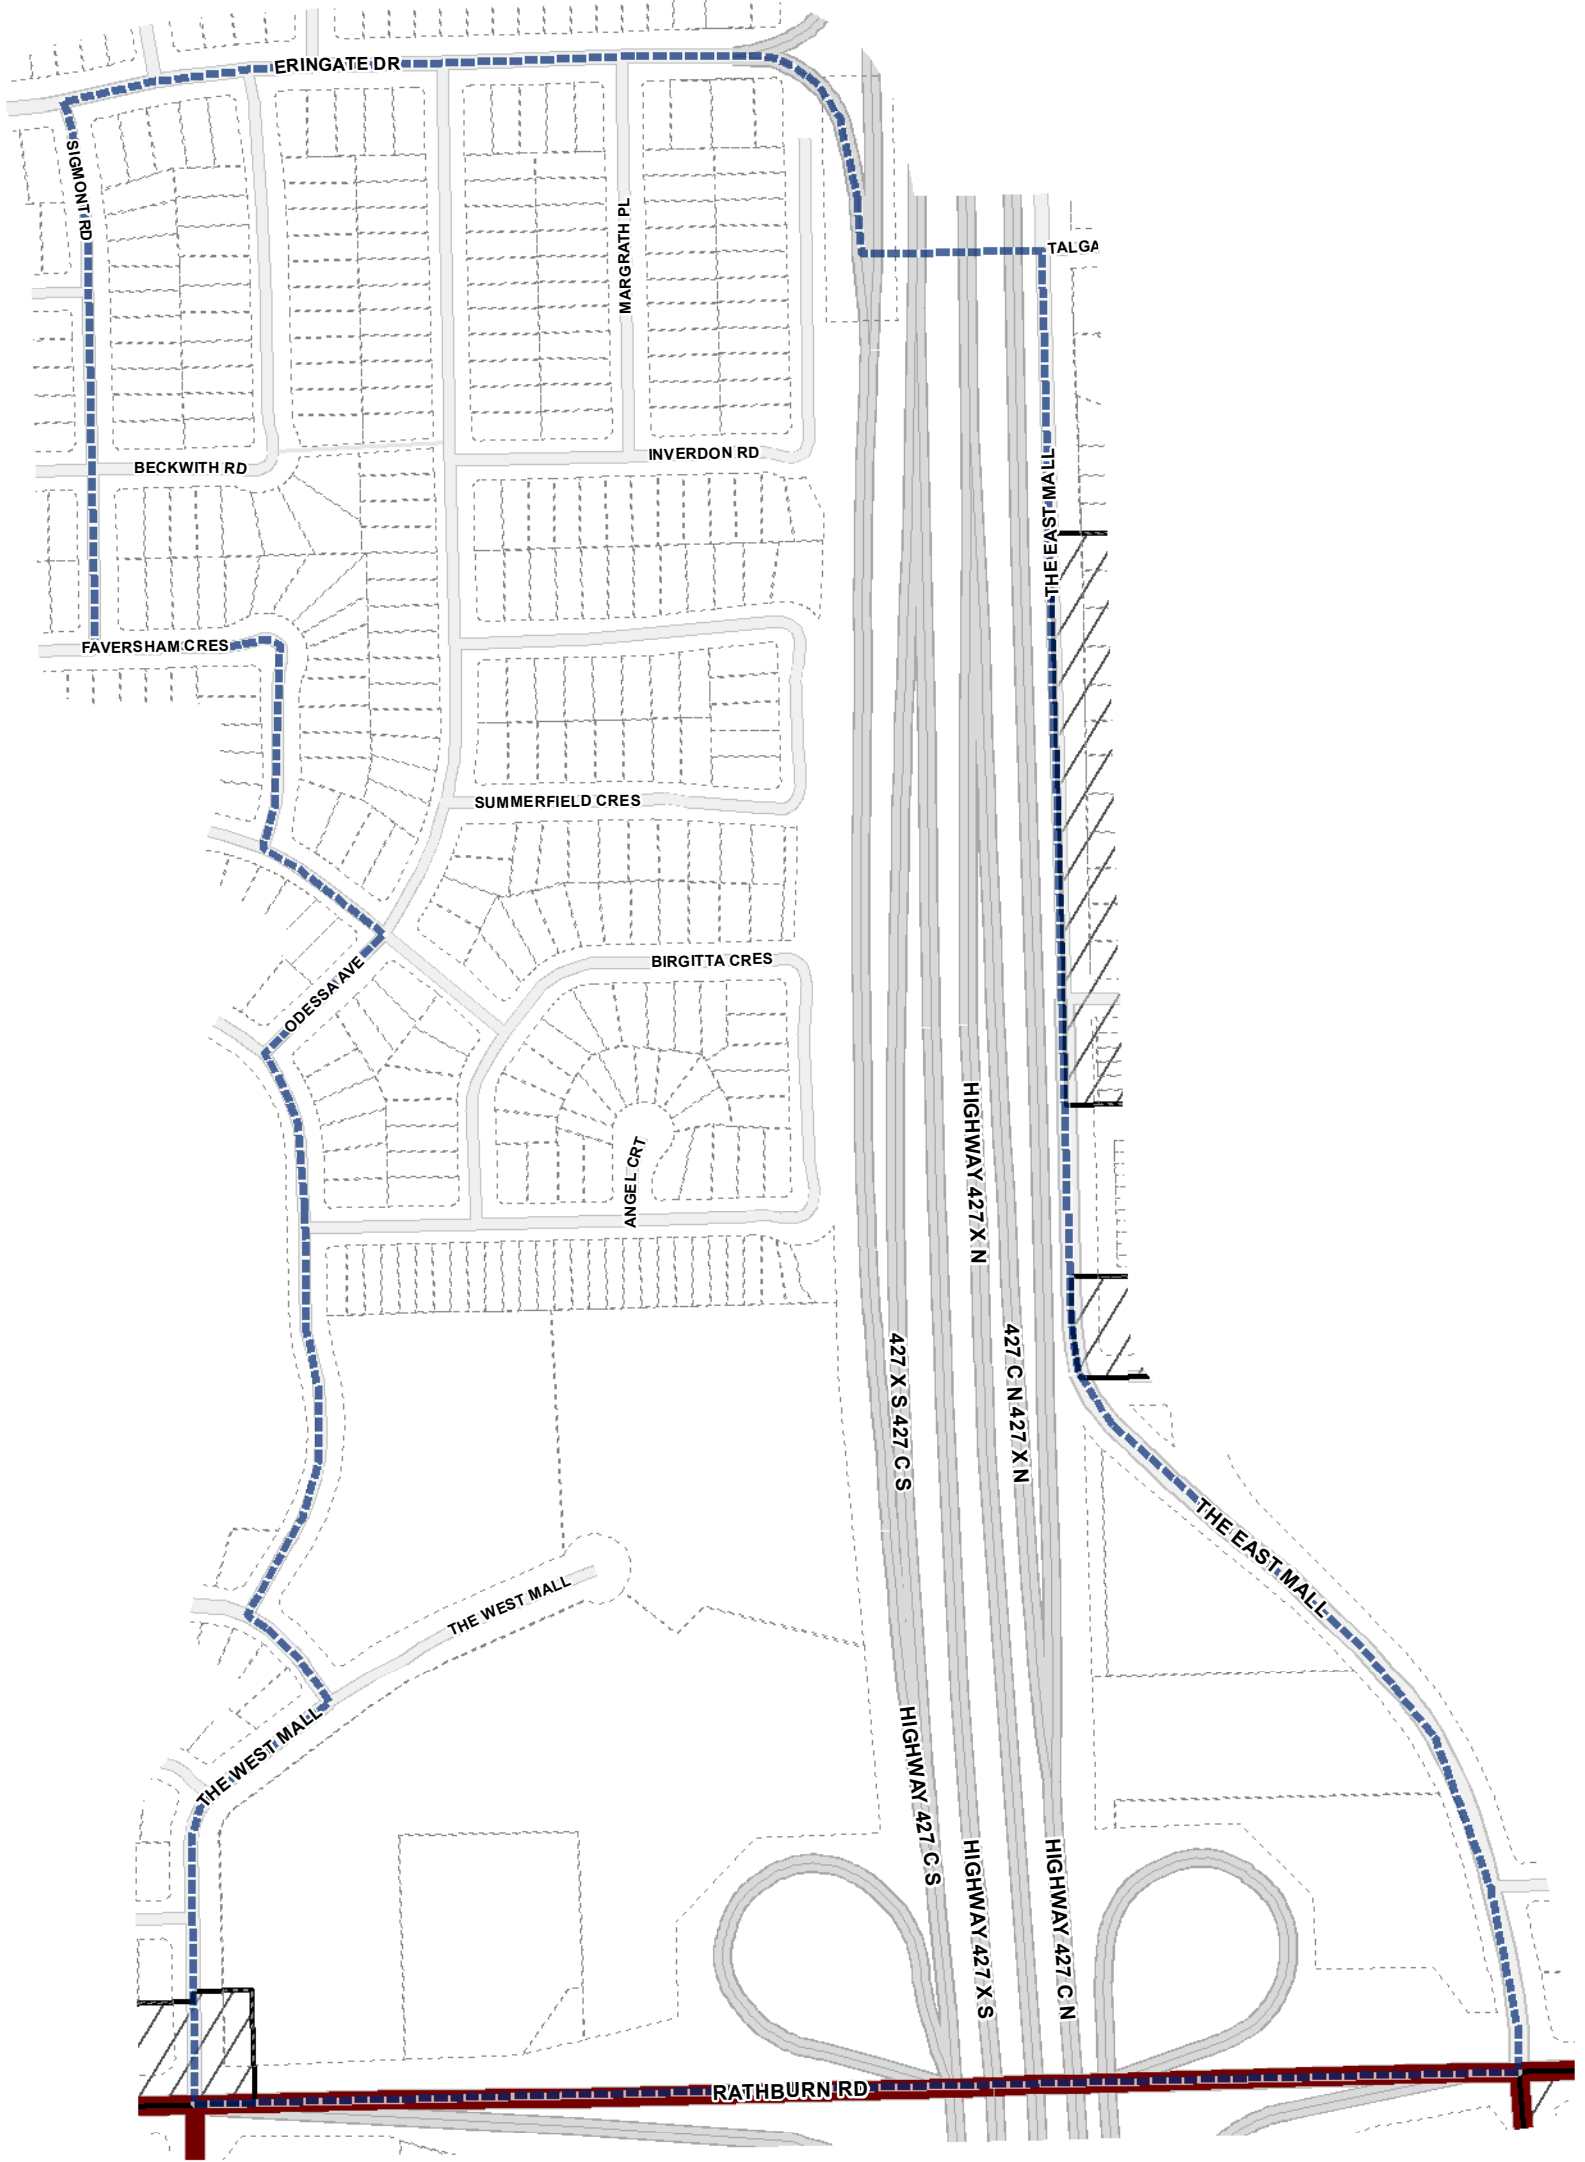 ERINGATE DR
SIGMONT RD
MARGRATH PL
TALGA
BECKWITH RD
INVERDON RD
THE EAST MALL
FAVERSHAM CRES
SUMMERFIELD CRES
BIRGITTA CRES
ODESSA AVE
ANGEL CRT
HIGHWAY 427 X N
427 X S 427 C S
427 C N 427 X N
THE EAST MALL
THE WEST MALL
THE WEST MALL
HIGHWAY 427 C S
HIGHWAY 427 X S
HIGHWAY 427 C N
RATHBURN RD